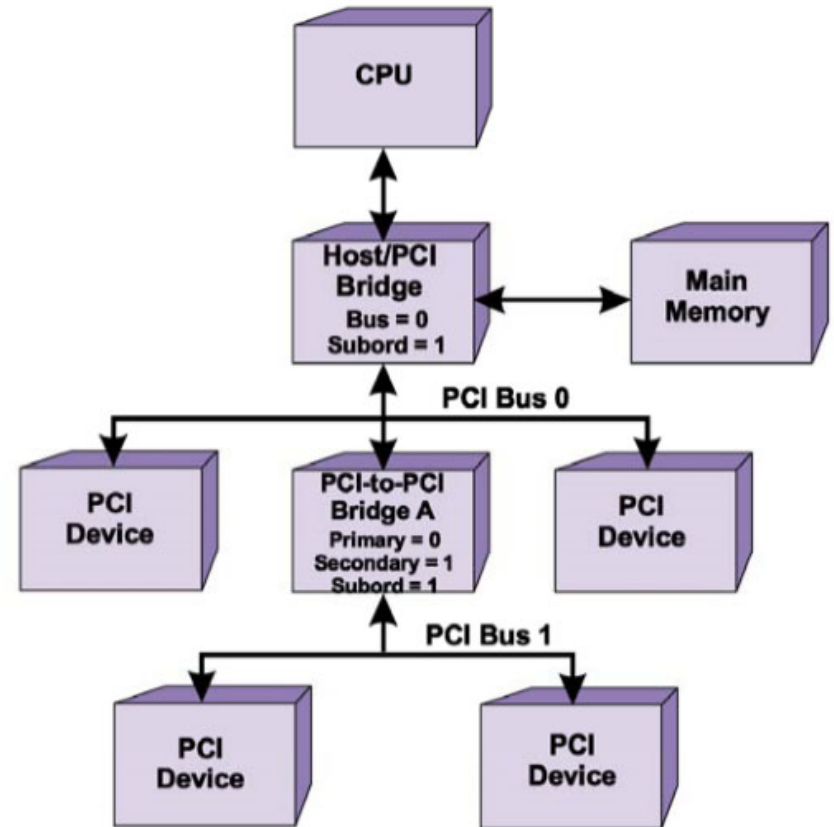 CPU
Host/PCI
Bridge
Bus = 0
Subord = 1
Main
Memory
PCI Bus 0
PCI
Device
PCI-to-PCI
Bridge A
Primary = 0
Secondary = 1
Subord = 1
PCI
Device
PCI Bus 1
PCI
Device
PCI
Device